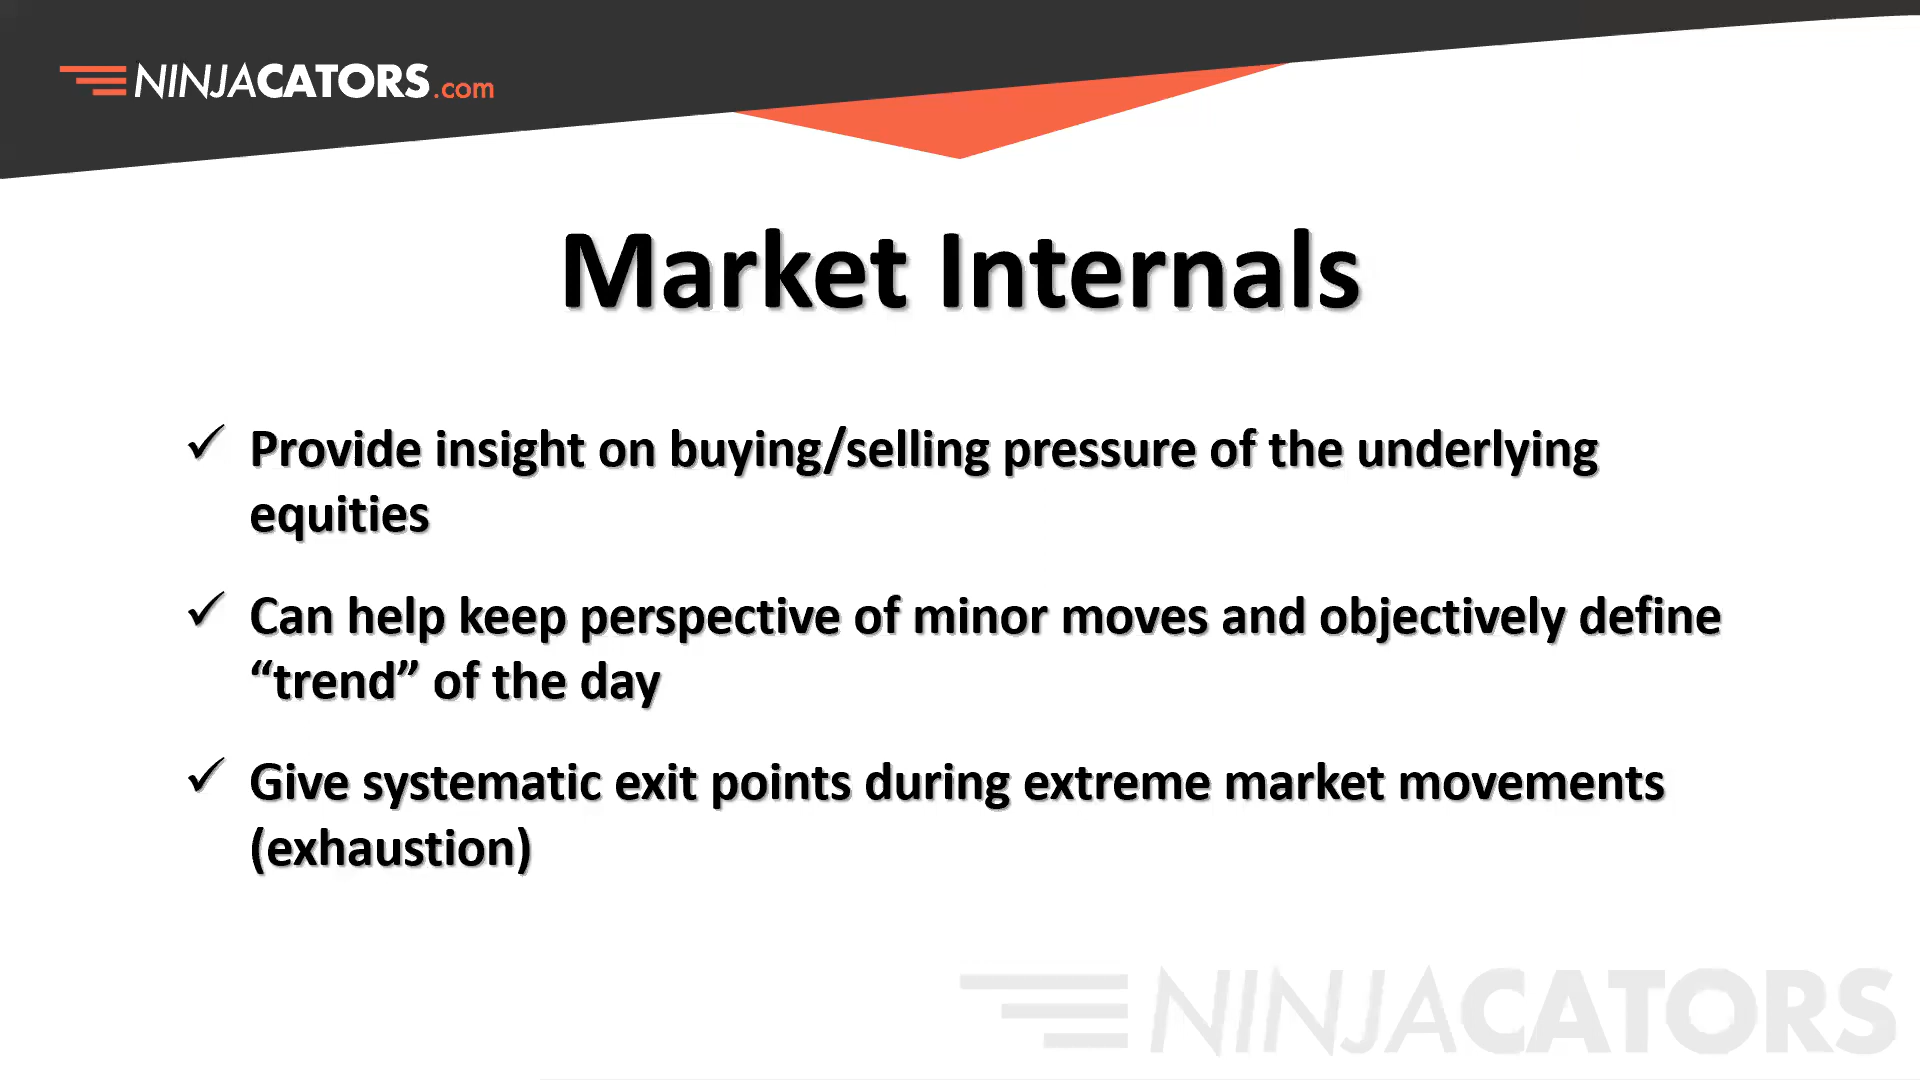 NINJACATORS.com
Market Internals
✓ Provide insight on buying/selling pressure of the underlying
equities
✓ Can help keep perspective of minor moves and objectively define
“trend” of the day
✓ Give systematic exit points during extreme market movements
(exhaustion)
NINJACATORS